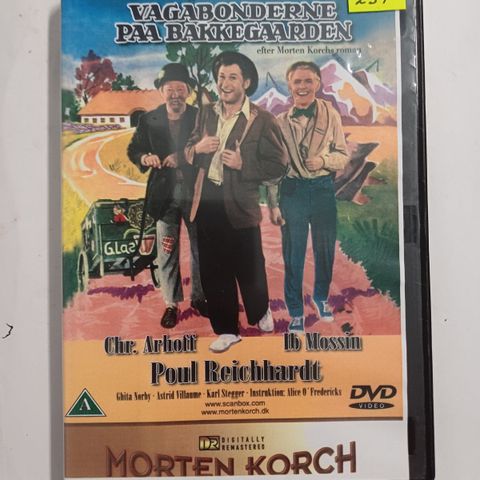 VAGABONDERNE
PAA BAKKEGAARDEN
efter Morten Korchs roman
Chr. Arhoff
Ib Mossin
Poul Reichhardt
Ghita Nørby - Astrid Villaume - Karl Stegger - Instruktion: Alice O'Fredericks
www.scanbox.com
www.mortenkorch.dk
A
DVD
VIDEO
DR DIGITALLY
REMASTERED
MORTEN KORCH